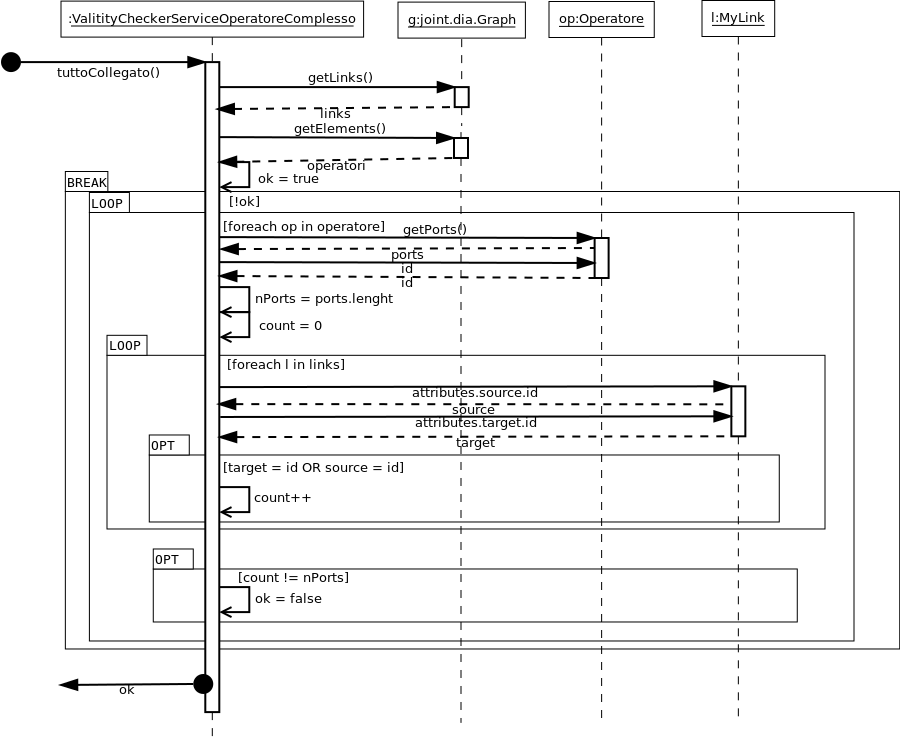 :ValitityCheckerServiceOperatoreComplesso
g:joint.dia.Graph
op:Operatore
l:MyLink
tuttoCollegato()
getLinks()
links
getElements()
operatori
ok = true
BREAK
[!ok]
LOOP
[foreach op in operatore]
getPorts()
ports
id
id
nPorts = ports.lenght
count = 0
LOOP
[foreach l in links]
attributes.source.id
source
attributes.target.id
target
OPT
[target = id OR source = id]
count++
OPT
[count != nPorts]
ok = false
ok